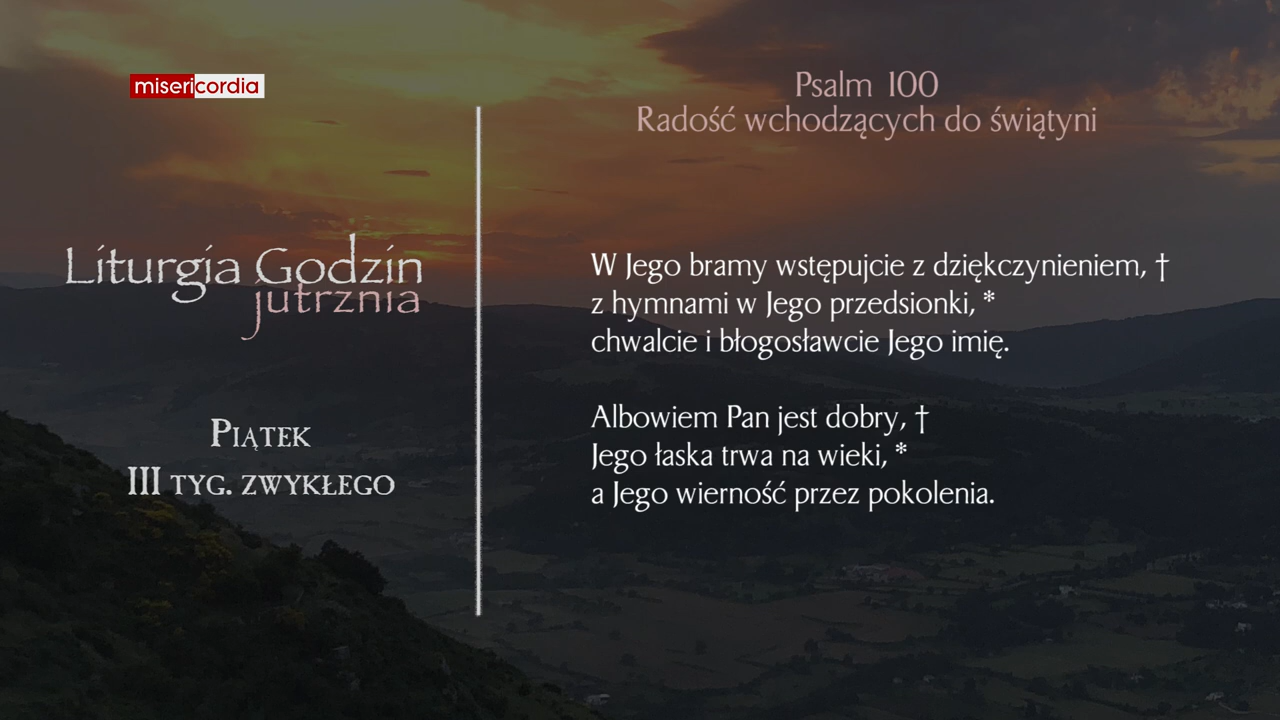 misericordia
Liturgia Godzin
jutrznia
Piątek
III tyg. zwykłego
Psalm 100
Radość wchodzących do świątyni
W Jego bramy wstępujcie z dziękczynieniem, †
z hymnami w Jego przedsionki, *
chwalcie i błogosławcie Jego imię.
Albowiem Pan jest dobry, †
Jego łaska trwa na wieki, *
a Jego wierność przez pokolenia.